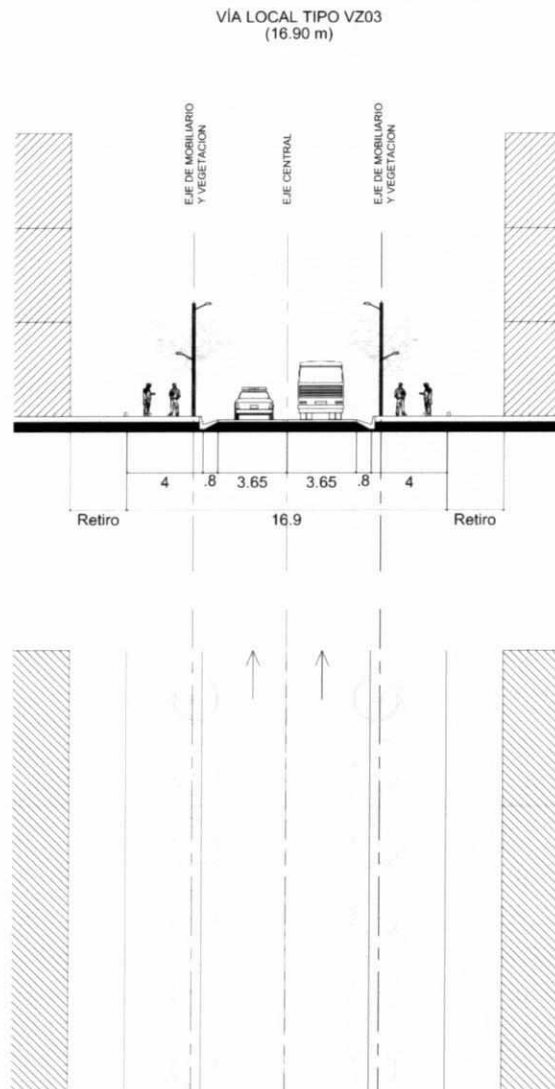 VÍA LOCAL TIPO VZ03
(16.90 m)
EJE DE MOBILIARIO
Y VEGETACION
EJE CENTRAL
EJE DE MOBILIARIO
Y VEGETACION
4 .8 3.65 3.65 .8 4
Retiro 16.9 Retiro